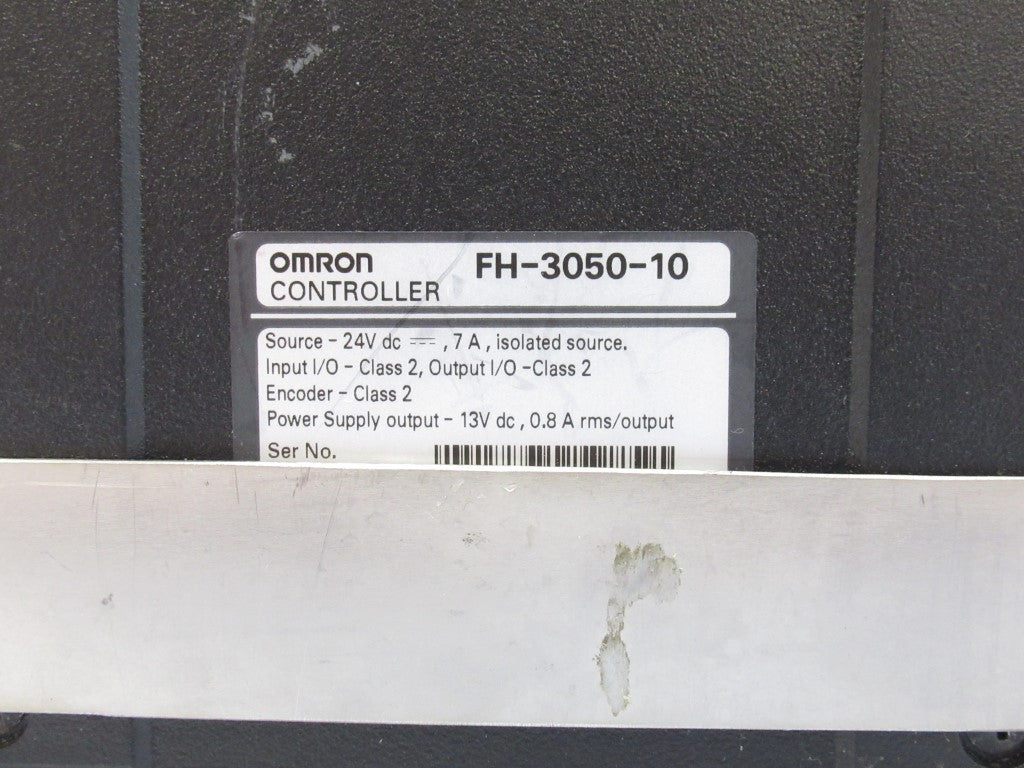 OMRON FH-3050-10
CONTROLLER
Source - 24V dc ⎓, 7 A, isolated source.
Input I/O - Class 2, Output I/O -Class 2
Encoder - Class 2
Power Supply output - 13V dc, 0.8 A rms/output
Ser No.